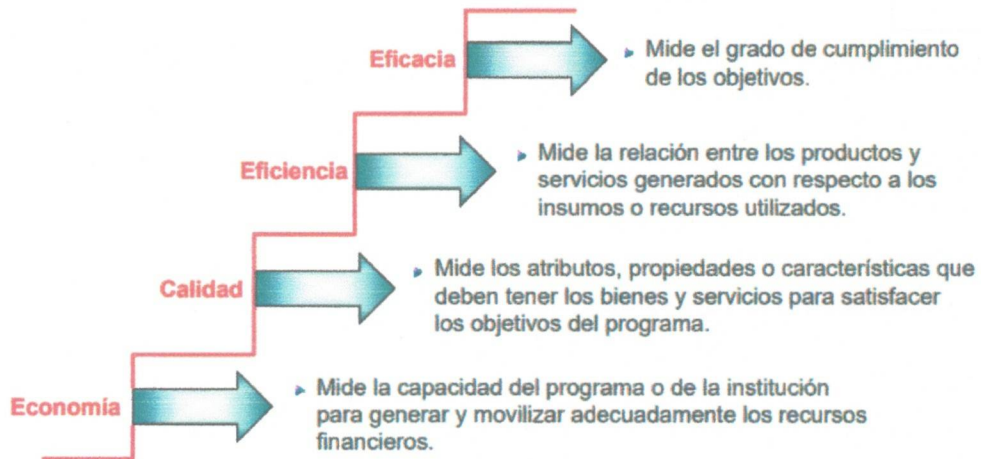 Eficacia
Mide el grado de cumplimiento
de los objetivos.
Eficiencia
Mide la relación entre los productos y
servicios generados con respecto a los
insumos o recursos utilizados.
Calidad
Mide los atributos, propiedades o características que
deben tener los bienes y servicios para satisfacer
los objetivos del programa.
Economía
Mide la capacidad del programa o de la institución
para generar y movilizar adecuadamente los recursos
financieros.